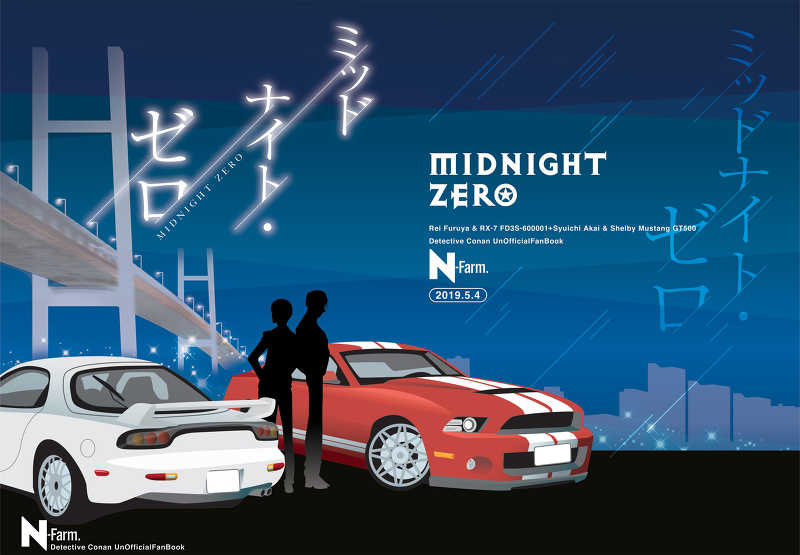 ミッド
ナイト・
ゼロ
MIDNIGHT ZERO
MIDNIGHT
ZERO
Rei Furuya & RX-7 FD3S-600001+Syuichi Akai & Shelby Mustang GT500
Detective Conan UnOfficialFanBook
N-Farm.
2019.5.4
ミッドナイト・
ゼロ
N-Farm.
Detective Conan UnOfficialFanBook